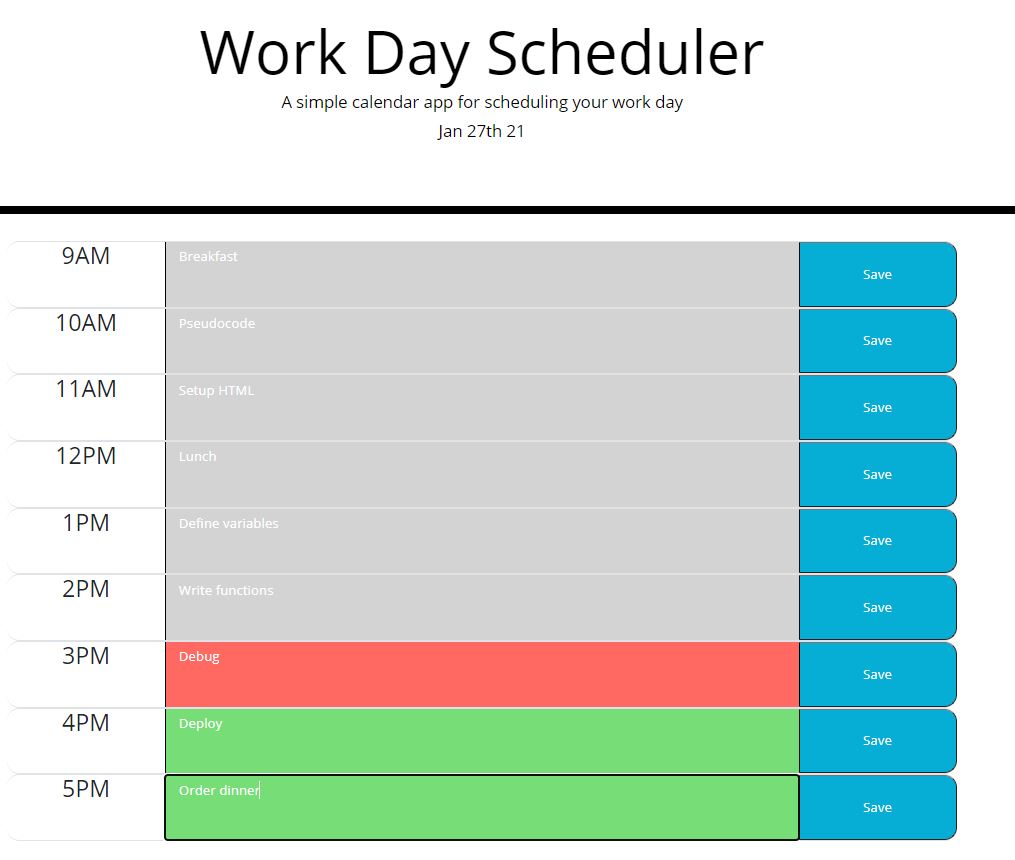 Work Day Scheduler
A simple calendar app for scheduling your work day
Jan 27th 21
9AM Breakfast Save
10AM Pseudocode Save
11AM Setup HTML Save
12PM Lunch Save
1PM Define variables Save
2PM Write functions Save
3PM Debug Save
4PM Deploy Save
5PM Order dinner Save